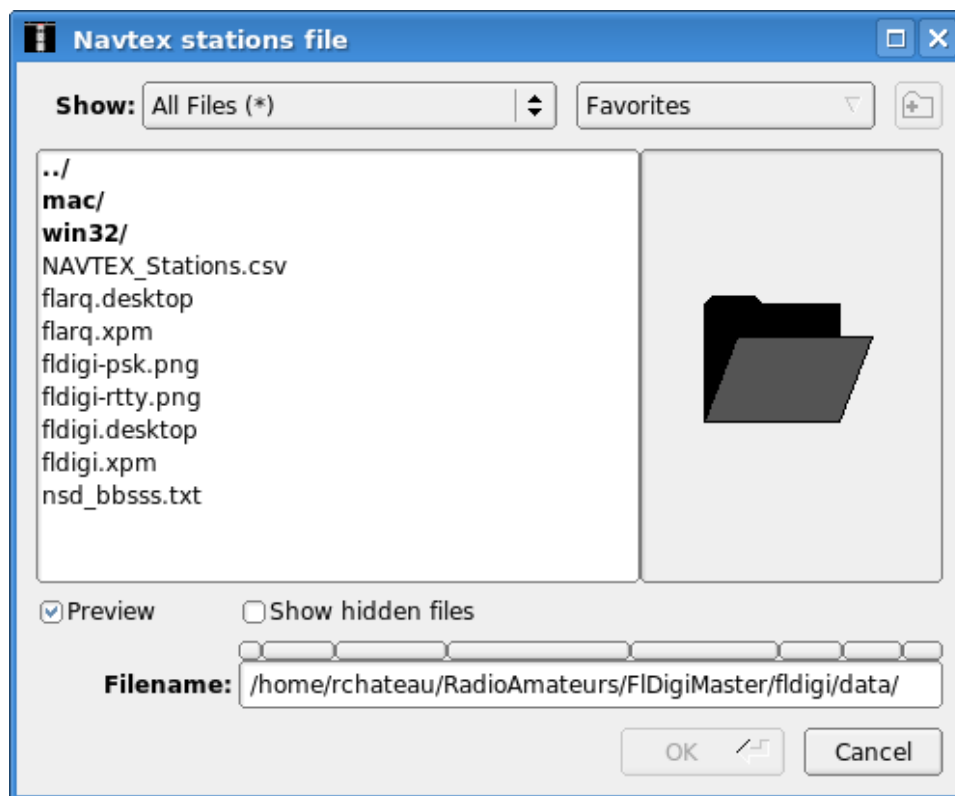 Navtex stations file
Show: All Files (*) Favorites
../
mac/
win32/
NAVTEX_Stations.csv
flarq.desktop
flarq.xpm
fldigi-psk.png
fldigi-rtty.png
fldigi.desktop
fldigi.xpm
nsd_bbsss.txt
Preview Show hidden files
Filename: /home/rchateau/RadioAmateurs/FlDigiMaster/fldigi/data/
OK Cancel